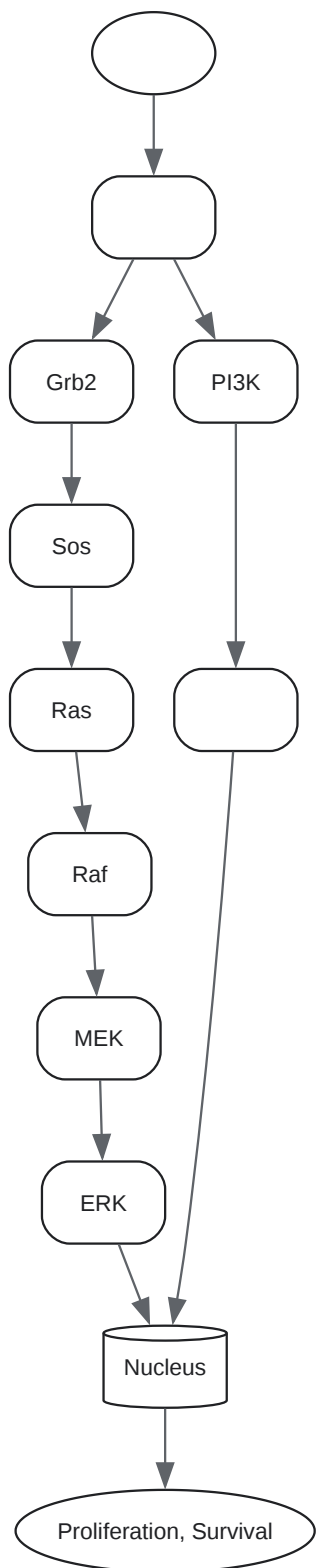 Grb2
PI3K
Sos
Ras
Raf
MEK
ERK
Nucleus
Proliferation, Survival